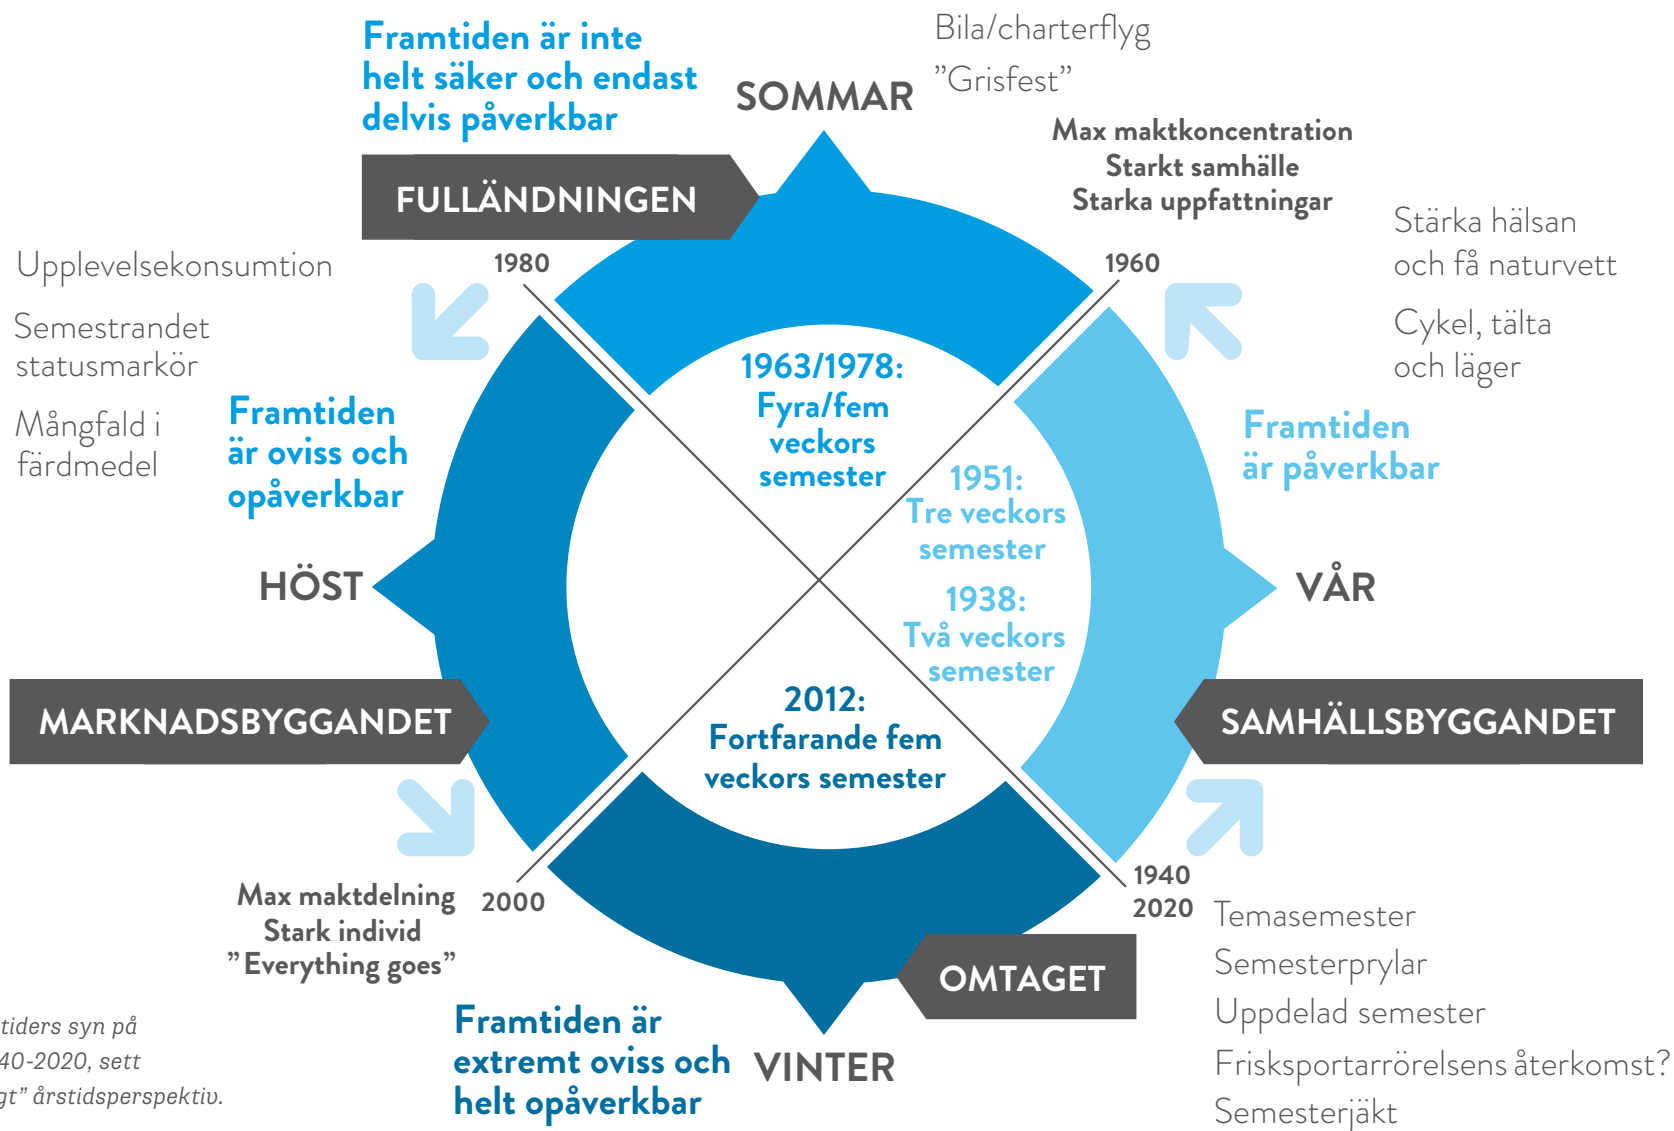 Framtiden är inte
helt säker och endast
delvis påverkbar
SOMMAR
Bila/charterflyg
”Grisfest”
Max maktkoncentration
Starkt samhälle
Starka uppfattningar
FULLÄNDNINGEN
1980
1960
Stärka hälsan
och få naturvett
Cykel, tälta
och läger
Upplevelsekonsumtion
Semestrandet
statusmarkör
Mångfald i
färdmedel
Framtiden
är oviss och
opåverkbar
1963/1978:
Fyra/fem
veckors
semester
Framtiden
är påverkbar
1951:
Tre veckors
semester
1938:
Två veckors
semester
HÖST
VÅR
MARKNADSBYGGANDET
SAMHÄLLSBYGGANDET
2012:
Fortfarande fem
veckors semester
Max maktdelning
Stark individ
”Everything goes”
2000
1940
2020
OMTAGET
Temasemester
Semesterprylar
Uppdelad semester
Frisksportarrörelsens återkomst?
Semesterjäkt
Framtiden är
extremt oviss och
helt opåverkbar
VINTER
tiders syn på
40-2020, sett
gt” årstidsperspektiv.